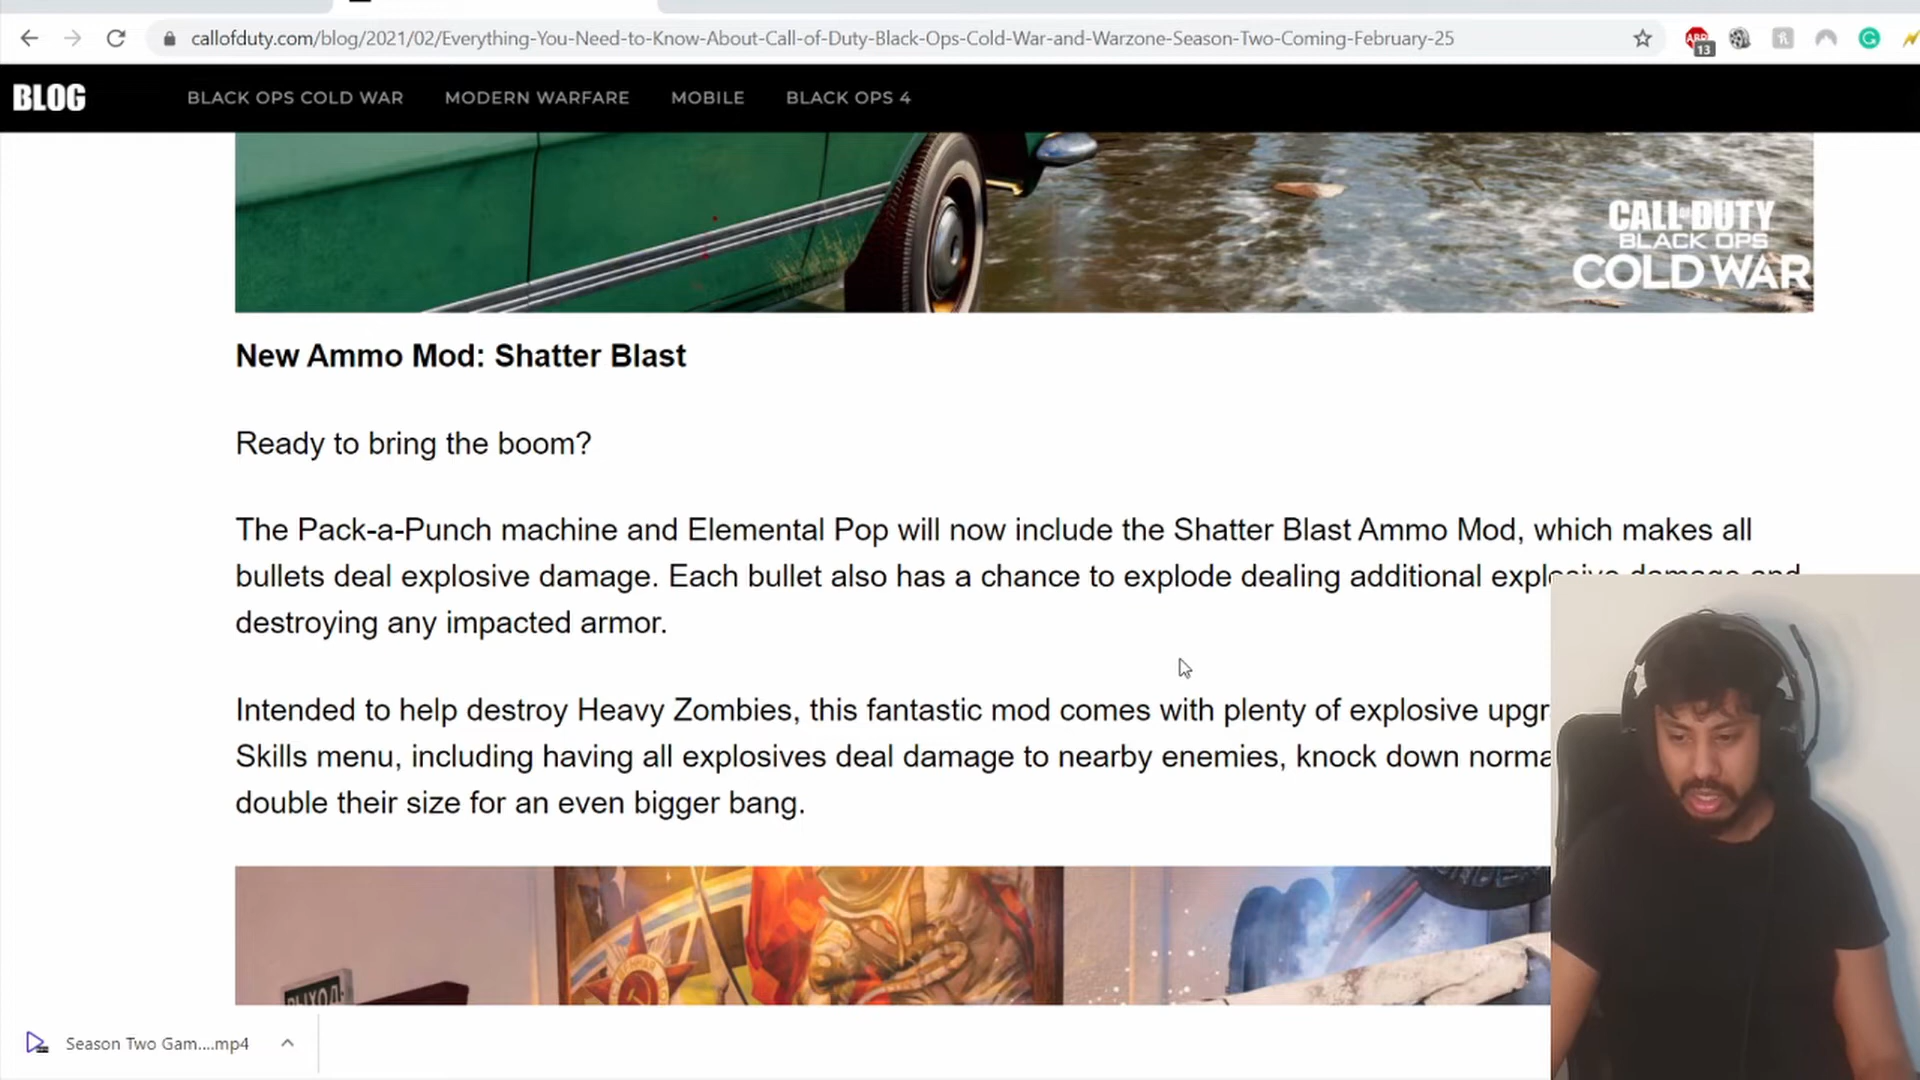 callofduty.com/blog/2021/02/Everything-You-Need-to-Know-About-Call-of-Duty-Black-Ops-Cold-War-and-Warzone-Season-Two-Coming-February-25
13
BLOG
BLACK OPS COLD WAR
MODERN WARFARE
MOBILE
BLACK OPS 4
CALL OF DUTY
BLACK OPS
COLD WAR
New Ammo Mod: Shatter Blast
Ready to bring the boom?
The Pack-a-Punch machine and Elemental Pop will now include the Shatter Blast Ammo Mod, which makes all
bullets deal explosive damage. Each bullet also has a chance to explode dealing additional explosive damage and
destroying any impacted armor.
Intended to help destroy Heavy Zombies, this fantastic mod comes with plenty of explosive upgr
Skills menu, including having all explosives deal damage to nearby enemies, knock down norma
double their size for an even bigger bang.
ВЫХОД
Season Two Gam....mp4